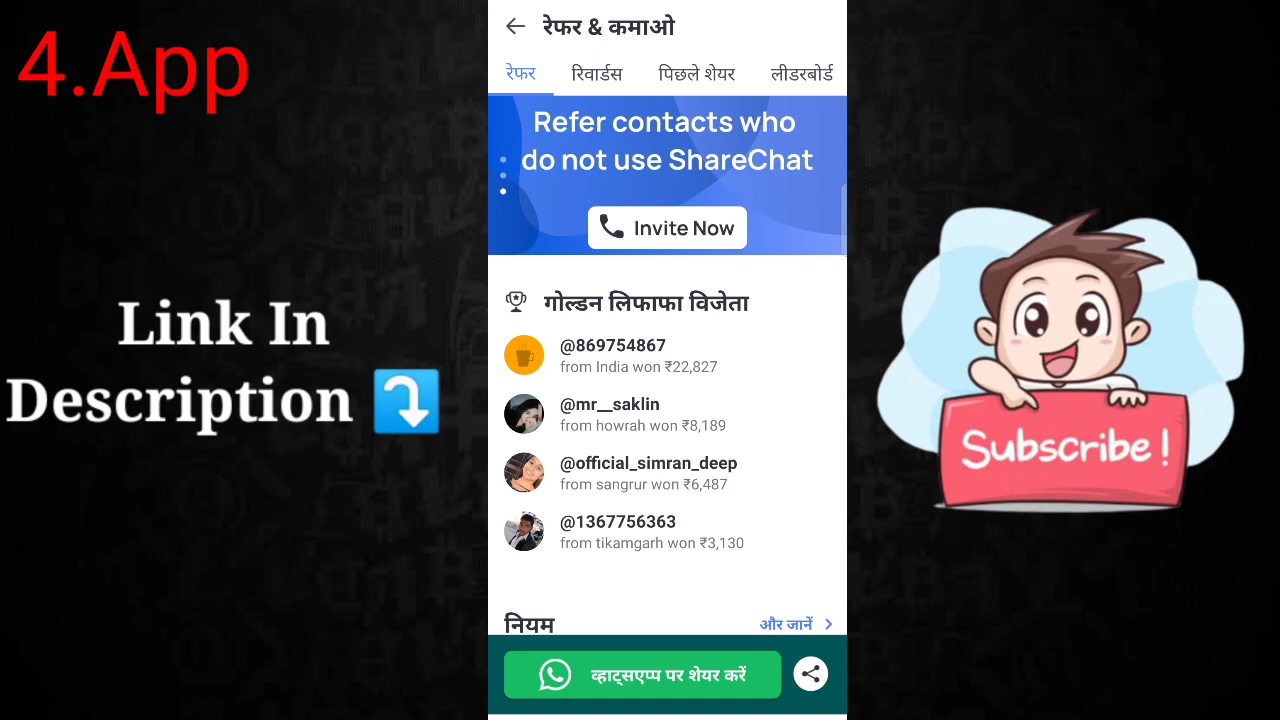 4.App
Link In
Description
रेफर & कमाओ
रेफर रिवार्डस पिछले शेयर लीडरबोर्ड
Refer contacts who
do not use ShareChat
Invite Now
गोल्डन लिफाफा विजेता
@869754867
from India won ₹22,827
@mr__saklin
from howrah won ₹8,189
@official_simran_deep
from sangrur won ₹6,487
@1367756363
from tikamgarh won ₹3,130
नियम और जानें
व्हाट्सएप्प पर शेयर करें
Subscribe!